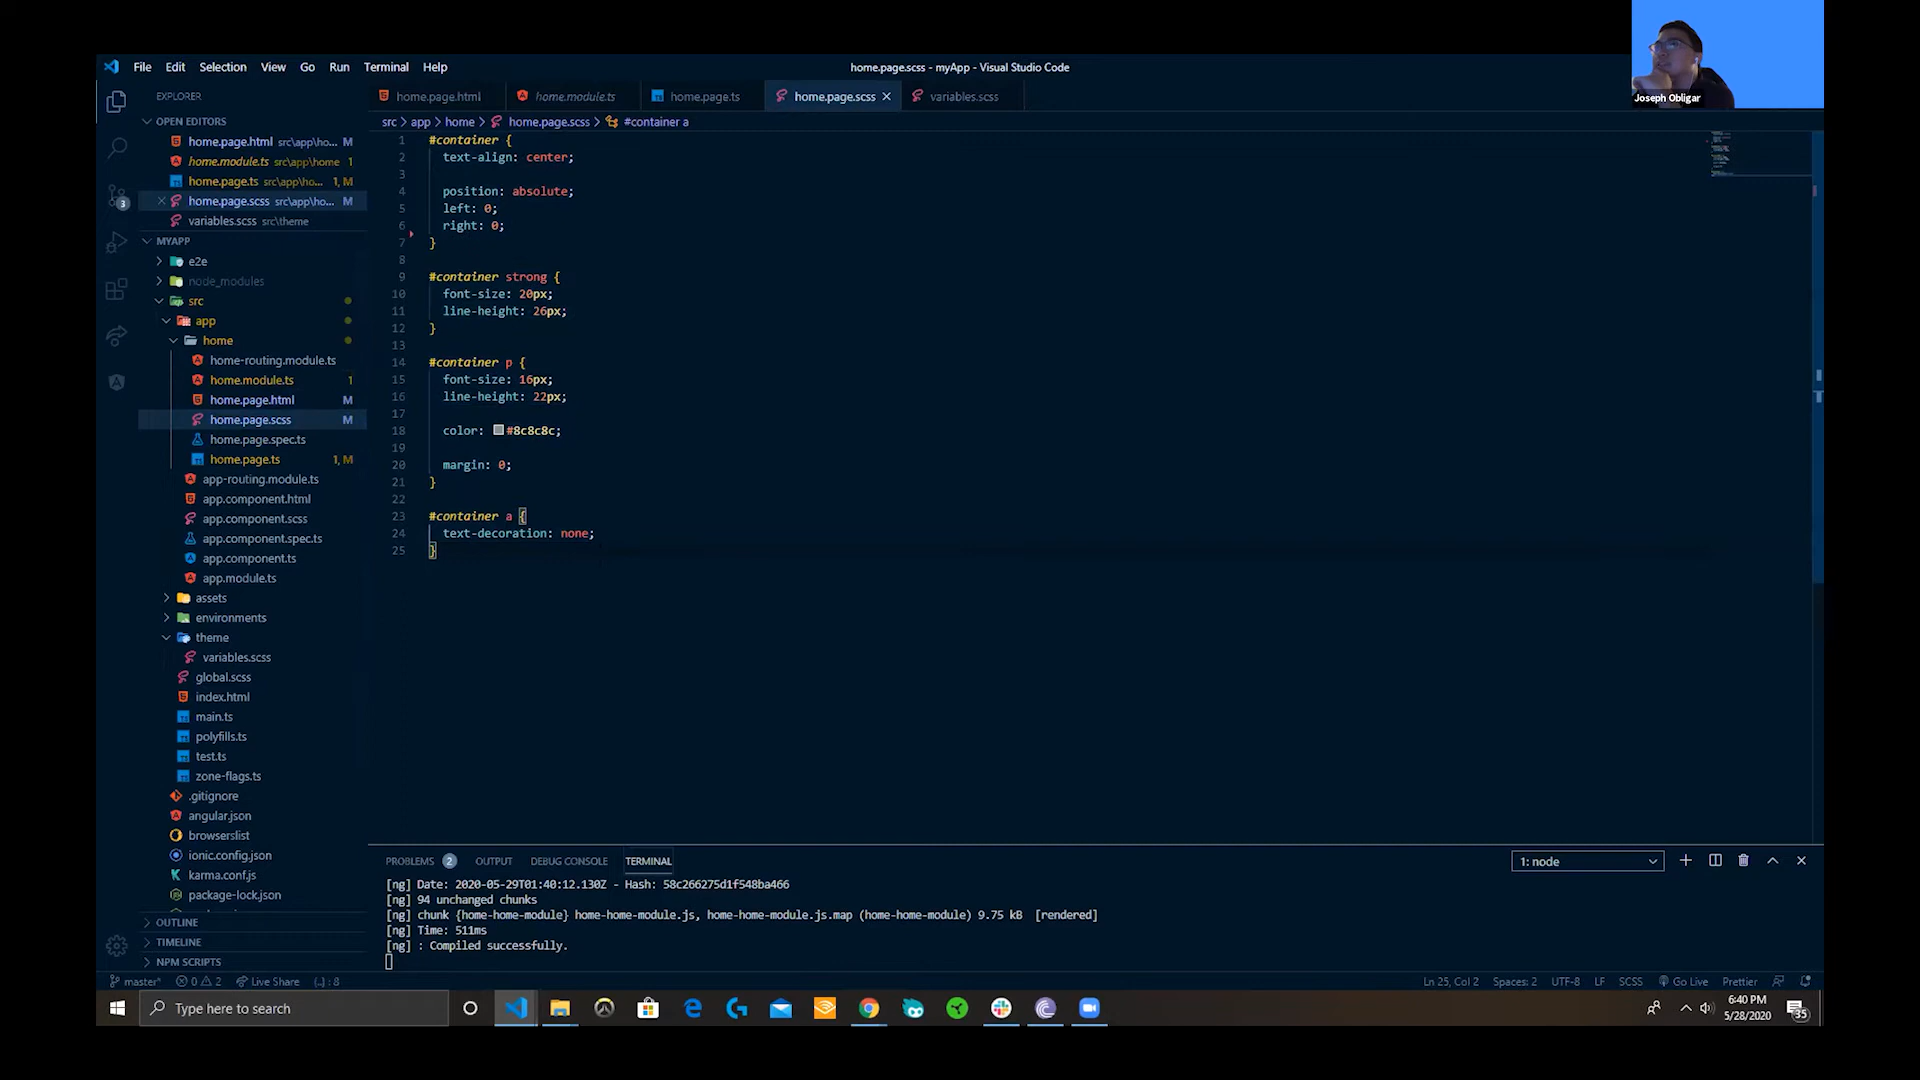 Joseph Obligar
File Edit Selection View Go Run Terminal Help
home.page.scss - myApp - Visual Studio Code
EXPLORER
home.page.html
home.module.ts
home.page.ts
home.page.scss
variables.scss
OPEN EDITORS
home.page.html src\app\ho... M
home.module.ts src\app\home 1
home.page.ts src\app\ho... 1, M
home.page.scss src\app\ho... M
variables.scss src\theme
MYAPP
e2e
node_modules
src
app
home
home-routing.module.ts
home.module.ts 1
home.page.html M
home.page.scss M
home.page.spec.ts
home.page.ts 1, M
app-routing.module.ts
app.component.html
app.component.scss
app.component.spec.ts
app.component.ts
app.module.ts
assets
environments
theme
variables.scss
global.scss
index.html
main.ts
polyfills.ts
test.ts
zone-flags.ts
.gitignore
angular.json
browserslist
ionic.config.json
karma.conf.js
package-lock.json
OUTLINE
TIMELINE
NPM SCRIPTS
3
src > app > home > home.page.scss > #container a
1 #container {
2 text-align: center;
3
4 position: absolute;
5 left: 0;
6 right: 0;
7 }
8
9 #container strong {
10 font-size: 20px;
11 line-height: 26px;
12 }
13
14 #container p {
15 font-size: 16px;
16 line-height: 22px;
17
18 color: #8c8c8c;
19
20 margin: 0;
21 }
22
23 #container a {
24 text-decoration: none;
25 }
PROBLEMS 2 OUTPUT DEBUG CONSOLE TERMINAL
1: node
[ng] Date: 2020-05-29T01:40:12.130Z - Hash: 58c266275d1f548ba466
[ng] 94 unchanged chunks
[ng] chunk {home-home-module} home-home-module.js, home-home-module.js.map (home-home-module) 9.75 kB [rendered]
[ng] Time: 511ms
[ng] : Compiled successfully.
master* 0 2 Live Share {..} : 8
Ln 25, Col 2 Spaces: 2 UTF-8 LF SCSS Go Live Prettier
Type here to search
6:40 PM
5/28/2020
35